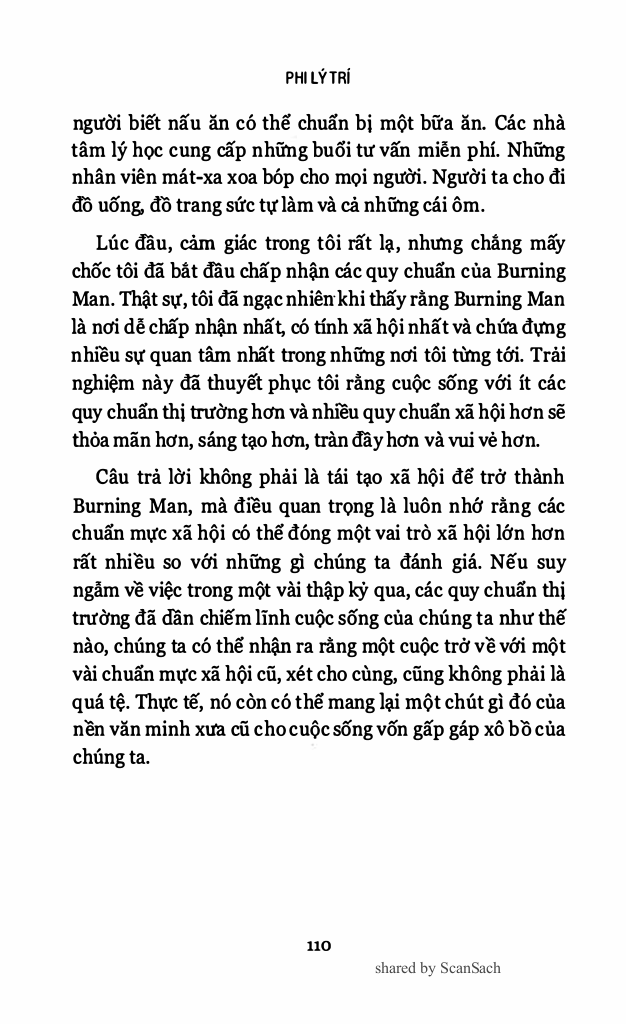 PHI LÝ TRÍ
người biết nấu ăn có thể chuẩn bị một bữa ăn. Các nhà
tâm lý học cung cấp những buổi tư vấn miễn phí. Những
nhân viên mát-xa xoa bóp cho mọi người. Người ta cho đi
đồ uống, đồ trang sức tự làm và cả những cái ôm.
Lúc đầu, cảm giác trong tôi rất lạ, nhưng chẳng mấy
chốc tôi đã bắt đầu chấp nhận các quy chuẩn của Burning
Man. Thật sự, tôi đã ngạc nhiên khi thấy rằng Burning Man
là nơi dễ chấp nhận nhất, có tính xã hội nhất và chứa đựng
nhiều sự quan tâm nhất trong những nơi tôi từng tới. Trải
nghiệm này đã thuyết phục tôi rằng cuộc sống với ít các
quy chuẩn thị trường hơn và nhiều quy chuẩn xã hội hơn sẽ
thỏa mãn hơn, sáng tạo hơn, tràn đầy hơn và vui vẻ hơn.
Câu trả lời không phải là tái tạo xã hội để trở thành
Burning Man, mà điều quan trọng là luôn nhớ rằng các
chuẩn mực xã hội có thể đóng một vai trò xã hội lớn hơn
rất nhiều so với những gì chúng ta đánh giá. Nếu suy
ngẫm về việc trong một vài thập kỷ qua, các quy chuẩn thị
trường đã dần chiếm lĩnh cuộc sống của chúng ta như thế
nào, chúng ta có thể nhận ra rằng một cuộc trở về với một
vài chuẩn mực xã hội cũ, xét cho cùng, cũng không phải là
quá tệ. Thực tế, nó còn có thể mang lại một chút gì đó của
nền văn minh xưa cũ cho cuộc sống vốn gấp gáp xô bồ của
chúng ta.
110
shared by ScanSach